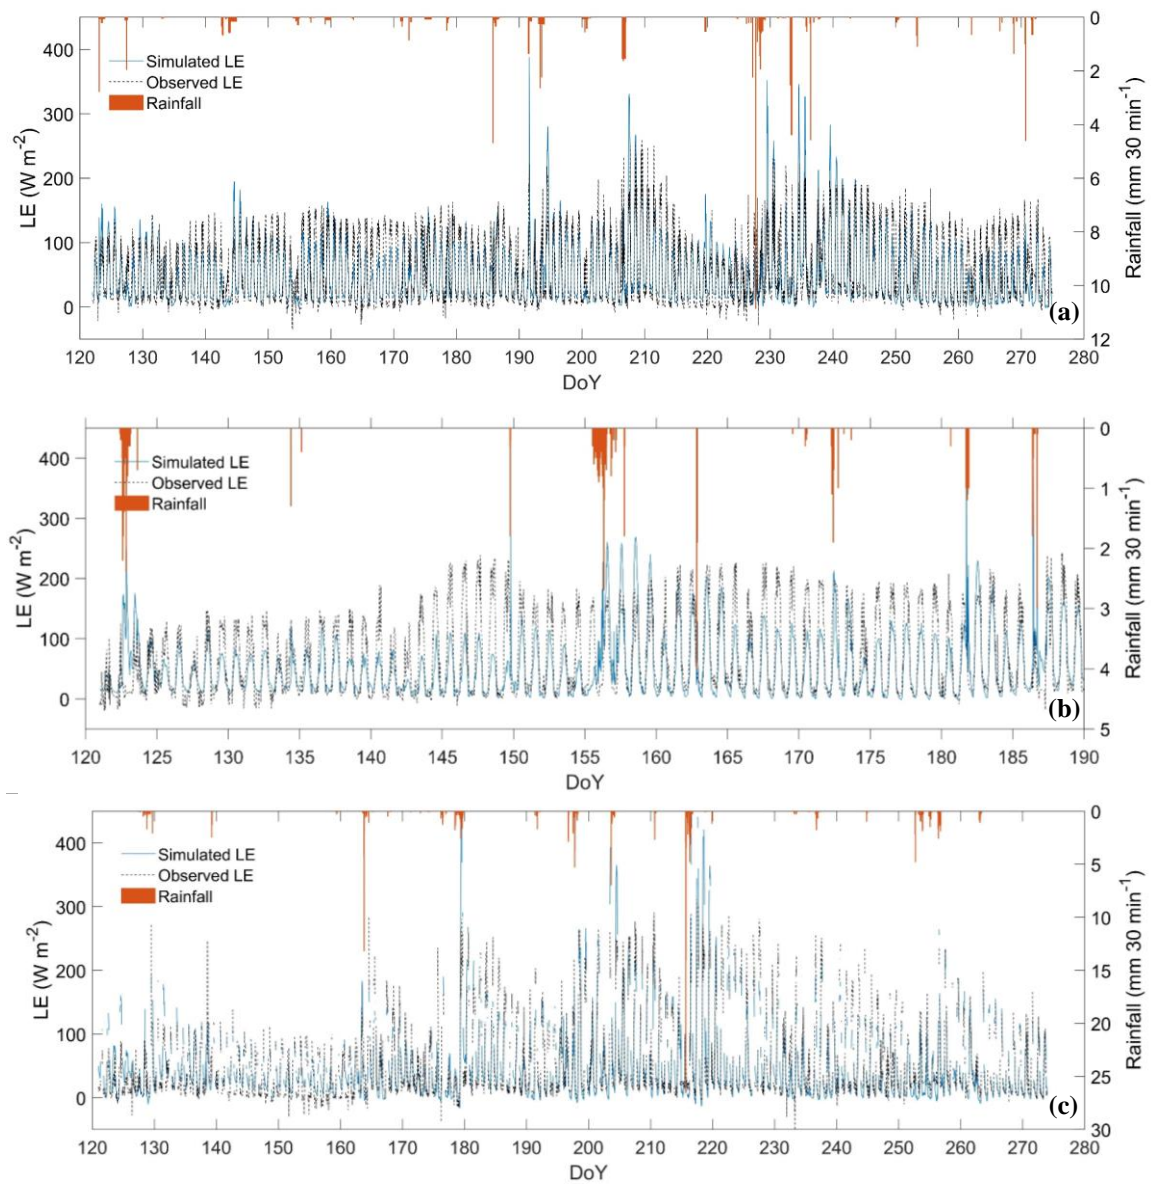 400
300
200
100
0
LE (W m-2)
Simulated LE
Observed LE
Rainfall
0
2
4
6
8
10
12
Rainfall (mm 30 min-1)
(a)
120 130 140 150 160 170 180 190 200 210 220 230 240 250 260 270 280
DoY
400
300
200
100
0
LE (W m-2)
Simulated LE
Observed LE
Rainfall
0
1
2
3
4
5
Rainfall (mm 30 min-1)
(b)
120 125 130 135 140 145 150 155 160 165 170 175 180 185 190
DoY
400
300
200
100
0
LE (W m-2)
Simulated LE
Observed LE
Rainfall
0
5
10
15
20
25
30
Rainfall (mm 30 min-1)
(c)
120 130 140 150 160 170 180 190 200 210 220 230 240 250 260 270 280
DoY